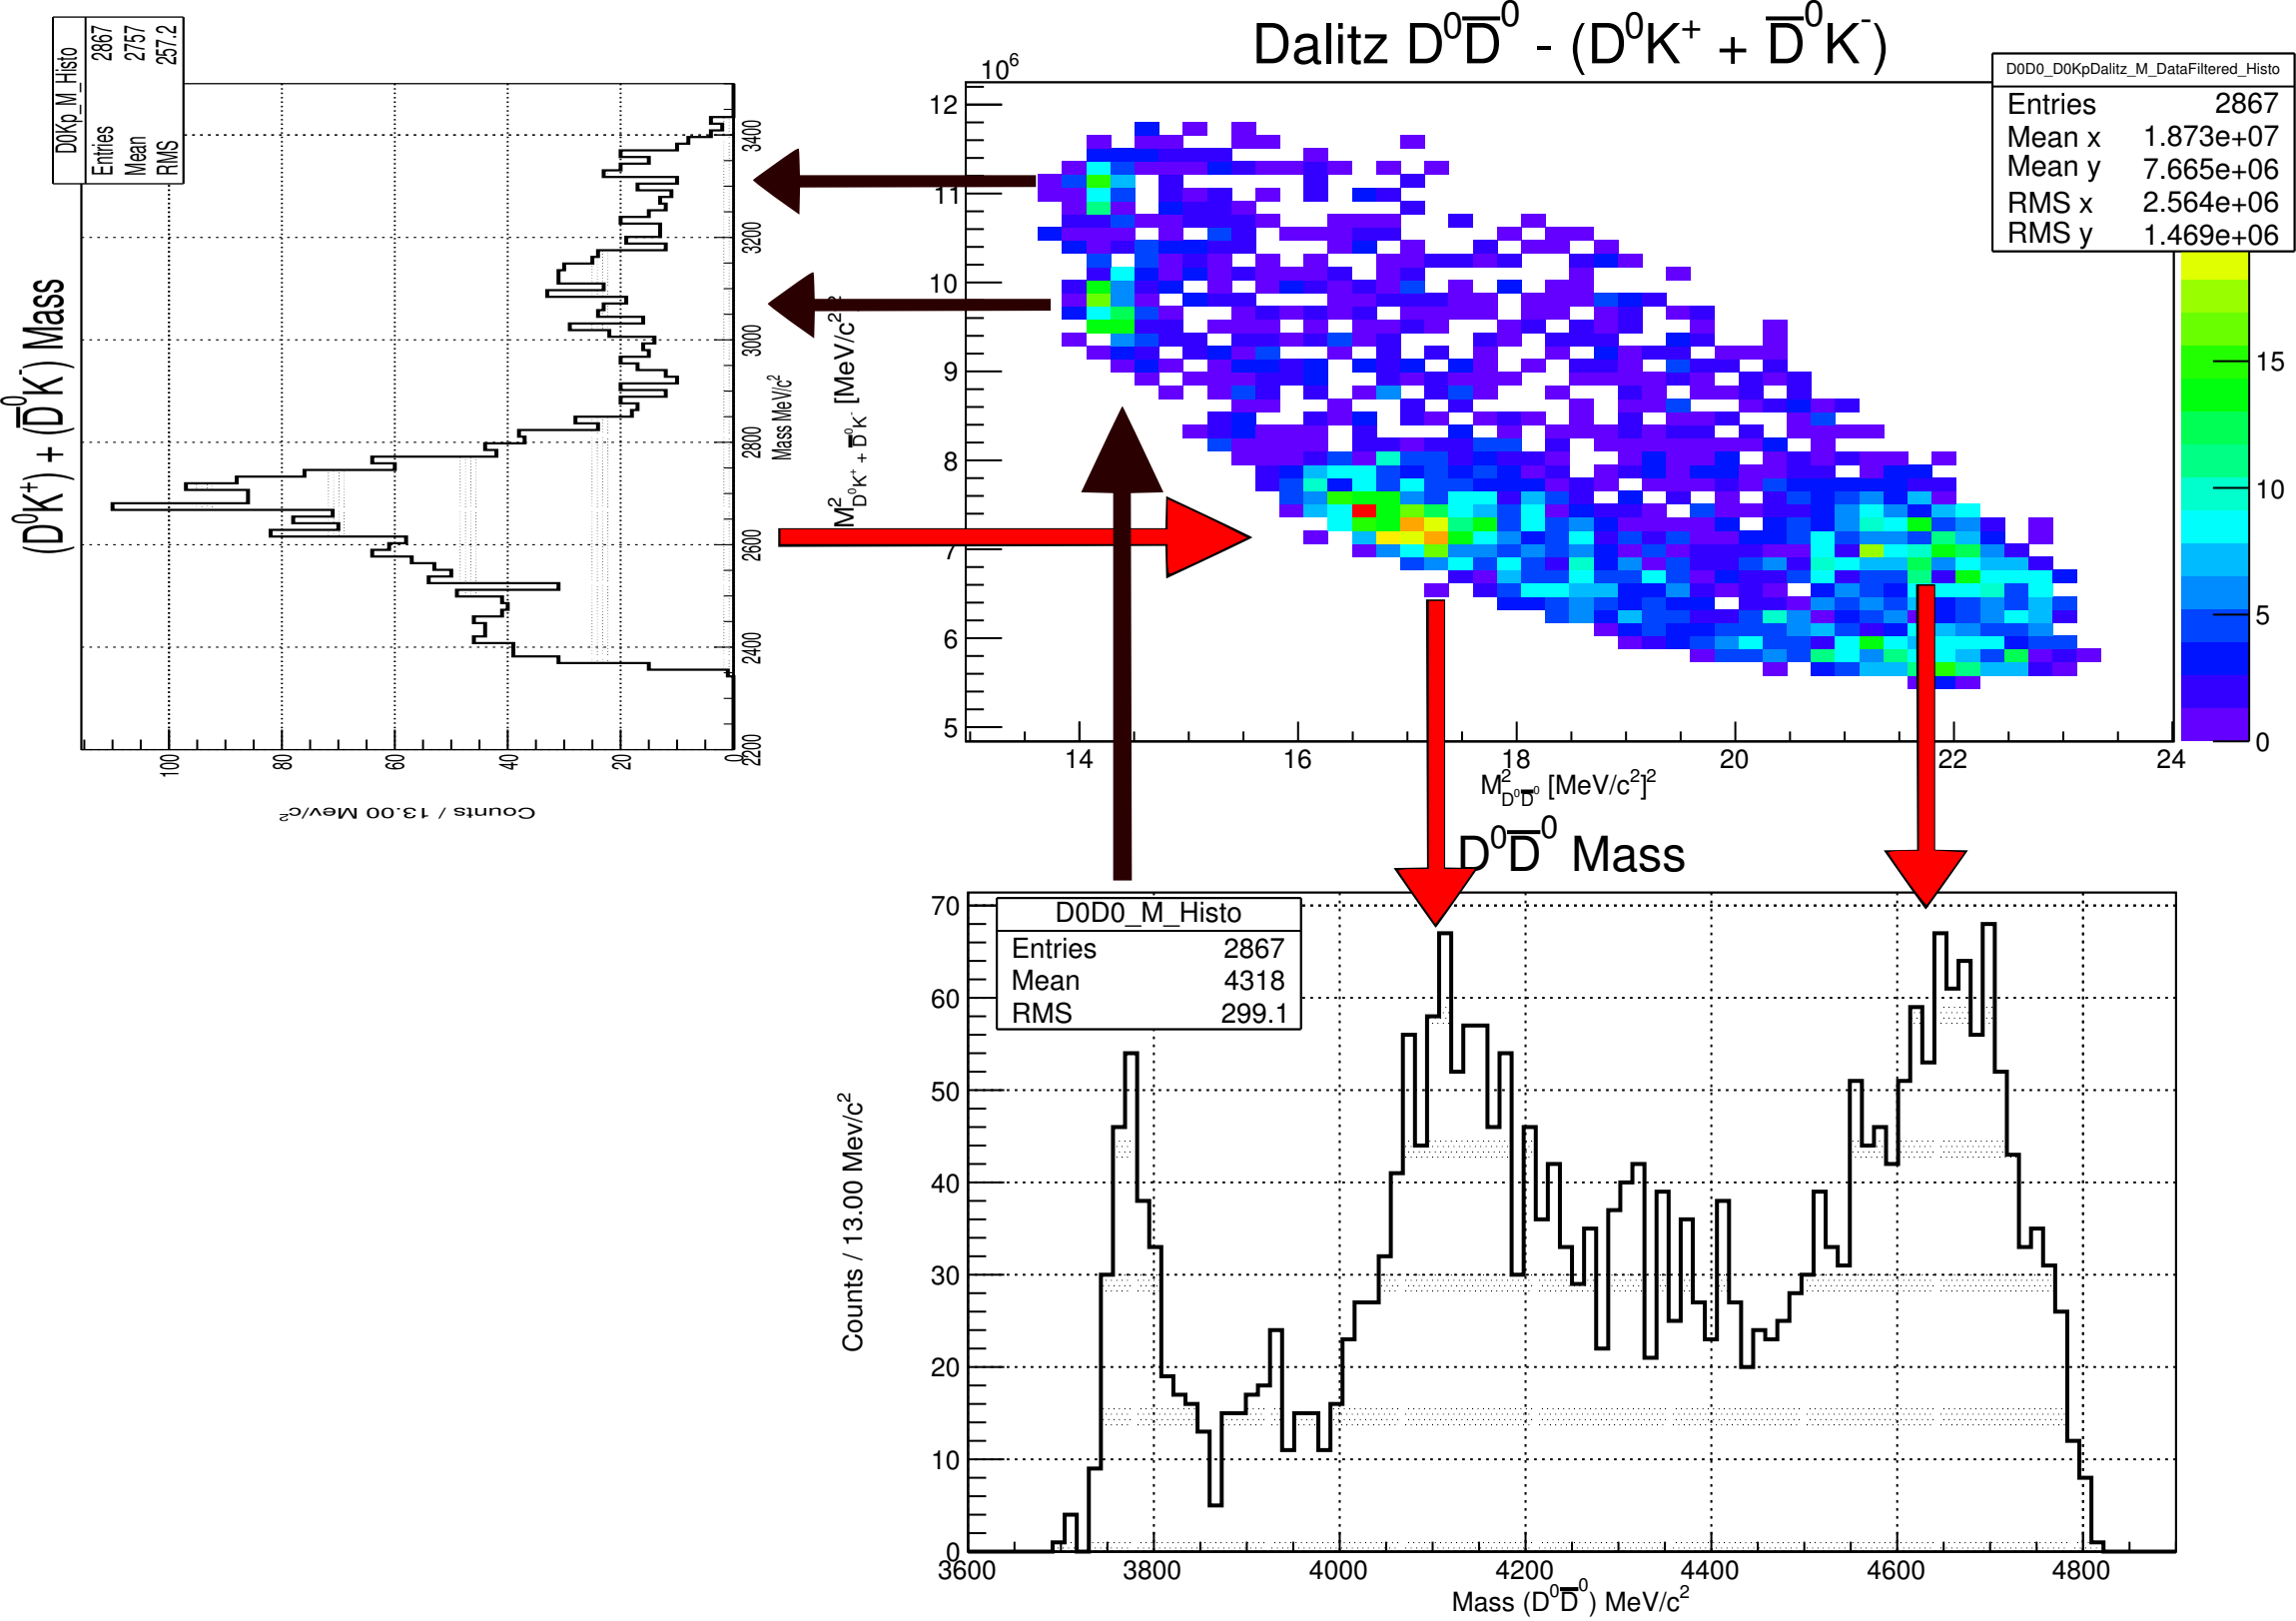 D0Kp_M_Histo
Entries 2867
Mean 2757
RMS 257.2
(D⁰K⁺) + (D̅⁰K⁻) Mass
3400
3200
3000
2800
2600
2400
2200
Mass MeV/c²
100
80
60
40
20
0
Counts / 13.00 Mev/c²
Dalitz D⁰D̅⁰ - (D⁰K⁺ + D̅⁰K⁻)
D0D0_D0KpDalitz_M_DataFiltered_Histo
Entries 2867
Mean x 1.873e+07
Mean y 7.665e+06
RMS x 2.564e+06
RMS y 1.469e+06
10⁶
12
11
10
9
8
7
6
5
M²D⁰K⁺ + D̅⁰K⁻ [MeV/c²]²
14 16 18 20 22 24
M²D⁰D̅⁰ [MeV/c²]²
15
10
5
0
D⁰D̅⁰ Mass
D0D0_M_Histo
Entries 2867
Mean 4318
RMS 299.1
70
60
50
40
30
20
10
0
Counts / 13.00 Mev/c²
3600 3800 4000 4200 4400 4600 4800
Mass (D⁰D̅⁰) MeV/c²